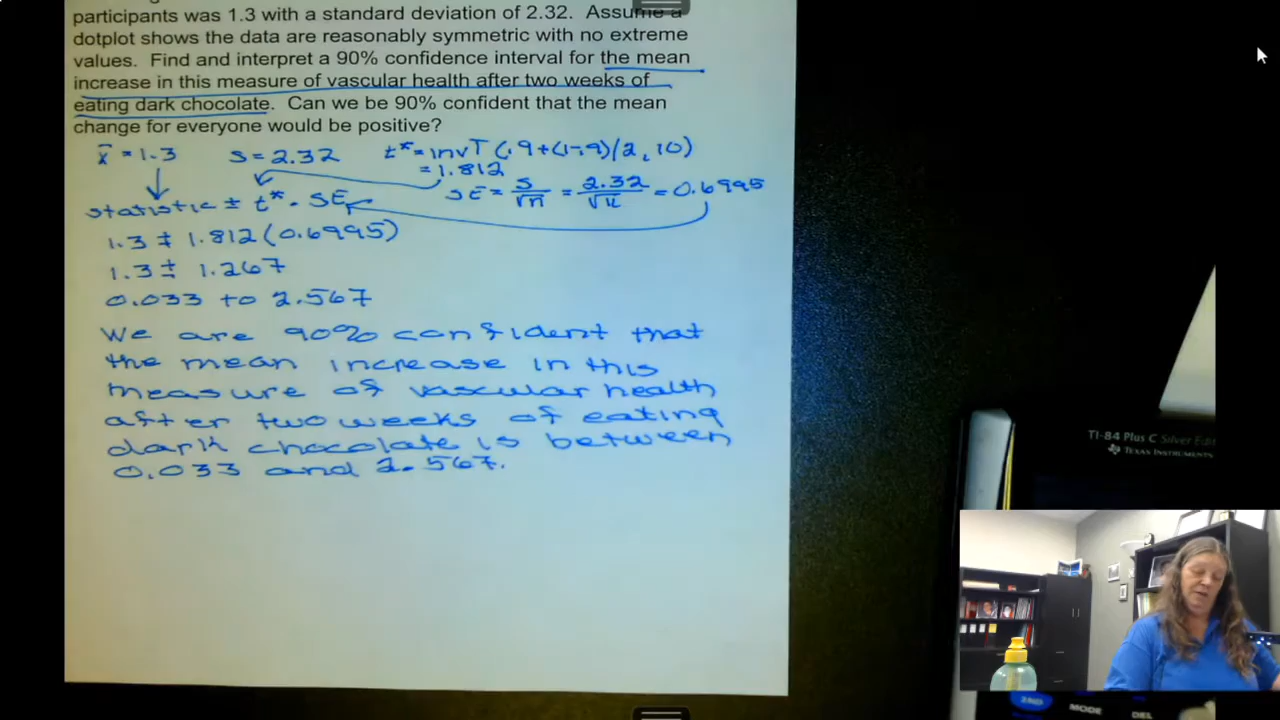 participants was 1.3 with a standard deviation of 2.32. Assume a
dotplot shows the data are reasonably symmetric with no extreme
values. Find and interpret a 90% confidence interval for the mean
increase in this measure of vascular health after two weeks of
eating dark chocolate. Can we be 90% confident that the mean
change for everyone would be positive?
x̄ = 1.3 s = 2.32 t* = invT (.9+(1-.9)/2, 10)
= 1.812
SE = s/√n = 2.32/√11 = 0.6995
statistic ± t* · SE
1.3 ± 1.812(0.6995)
1.3 ± 1.267
0.033 to 2.567
We are 90% confident that
the mean increase in this
measure of vascular health
after two weeks of eating
dark chocolate is between
0.033 and 2.567.
TI-84 Plus C Silver Edi
TEXAS INSTRUMENTS
2ND MODE DEL